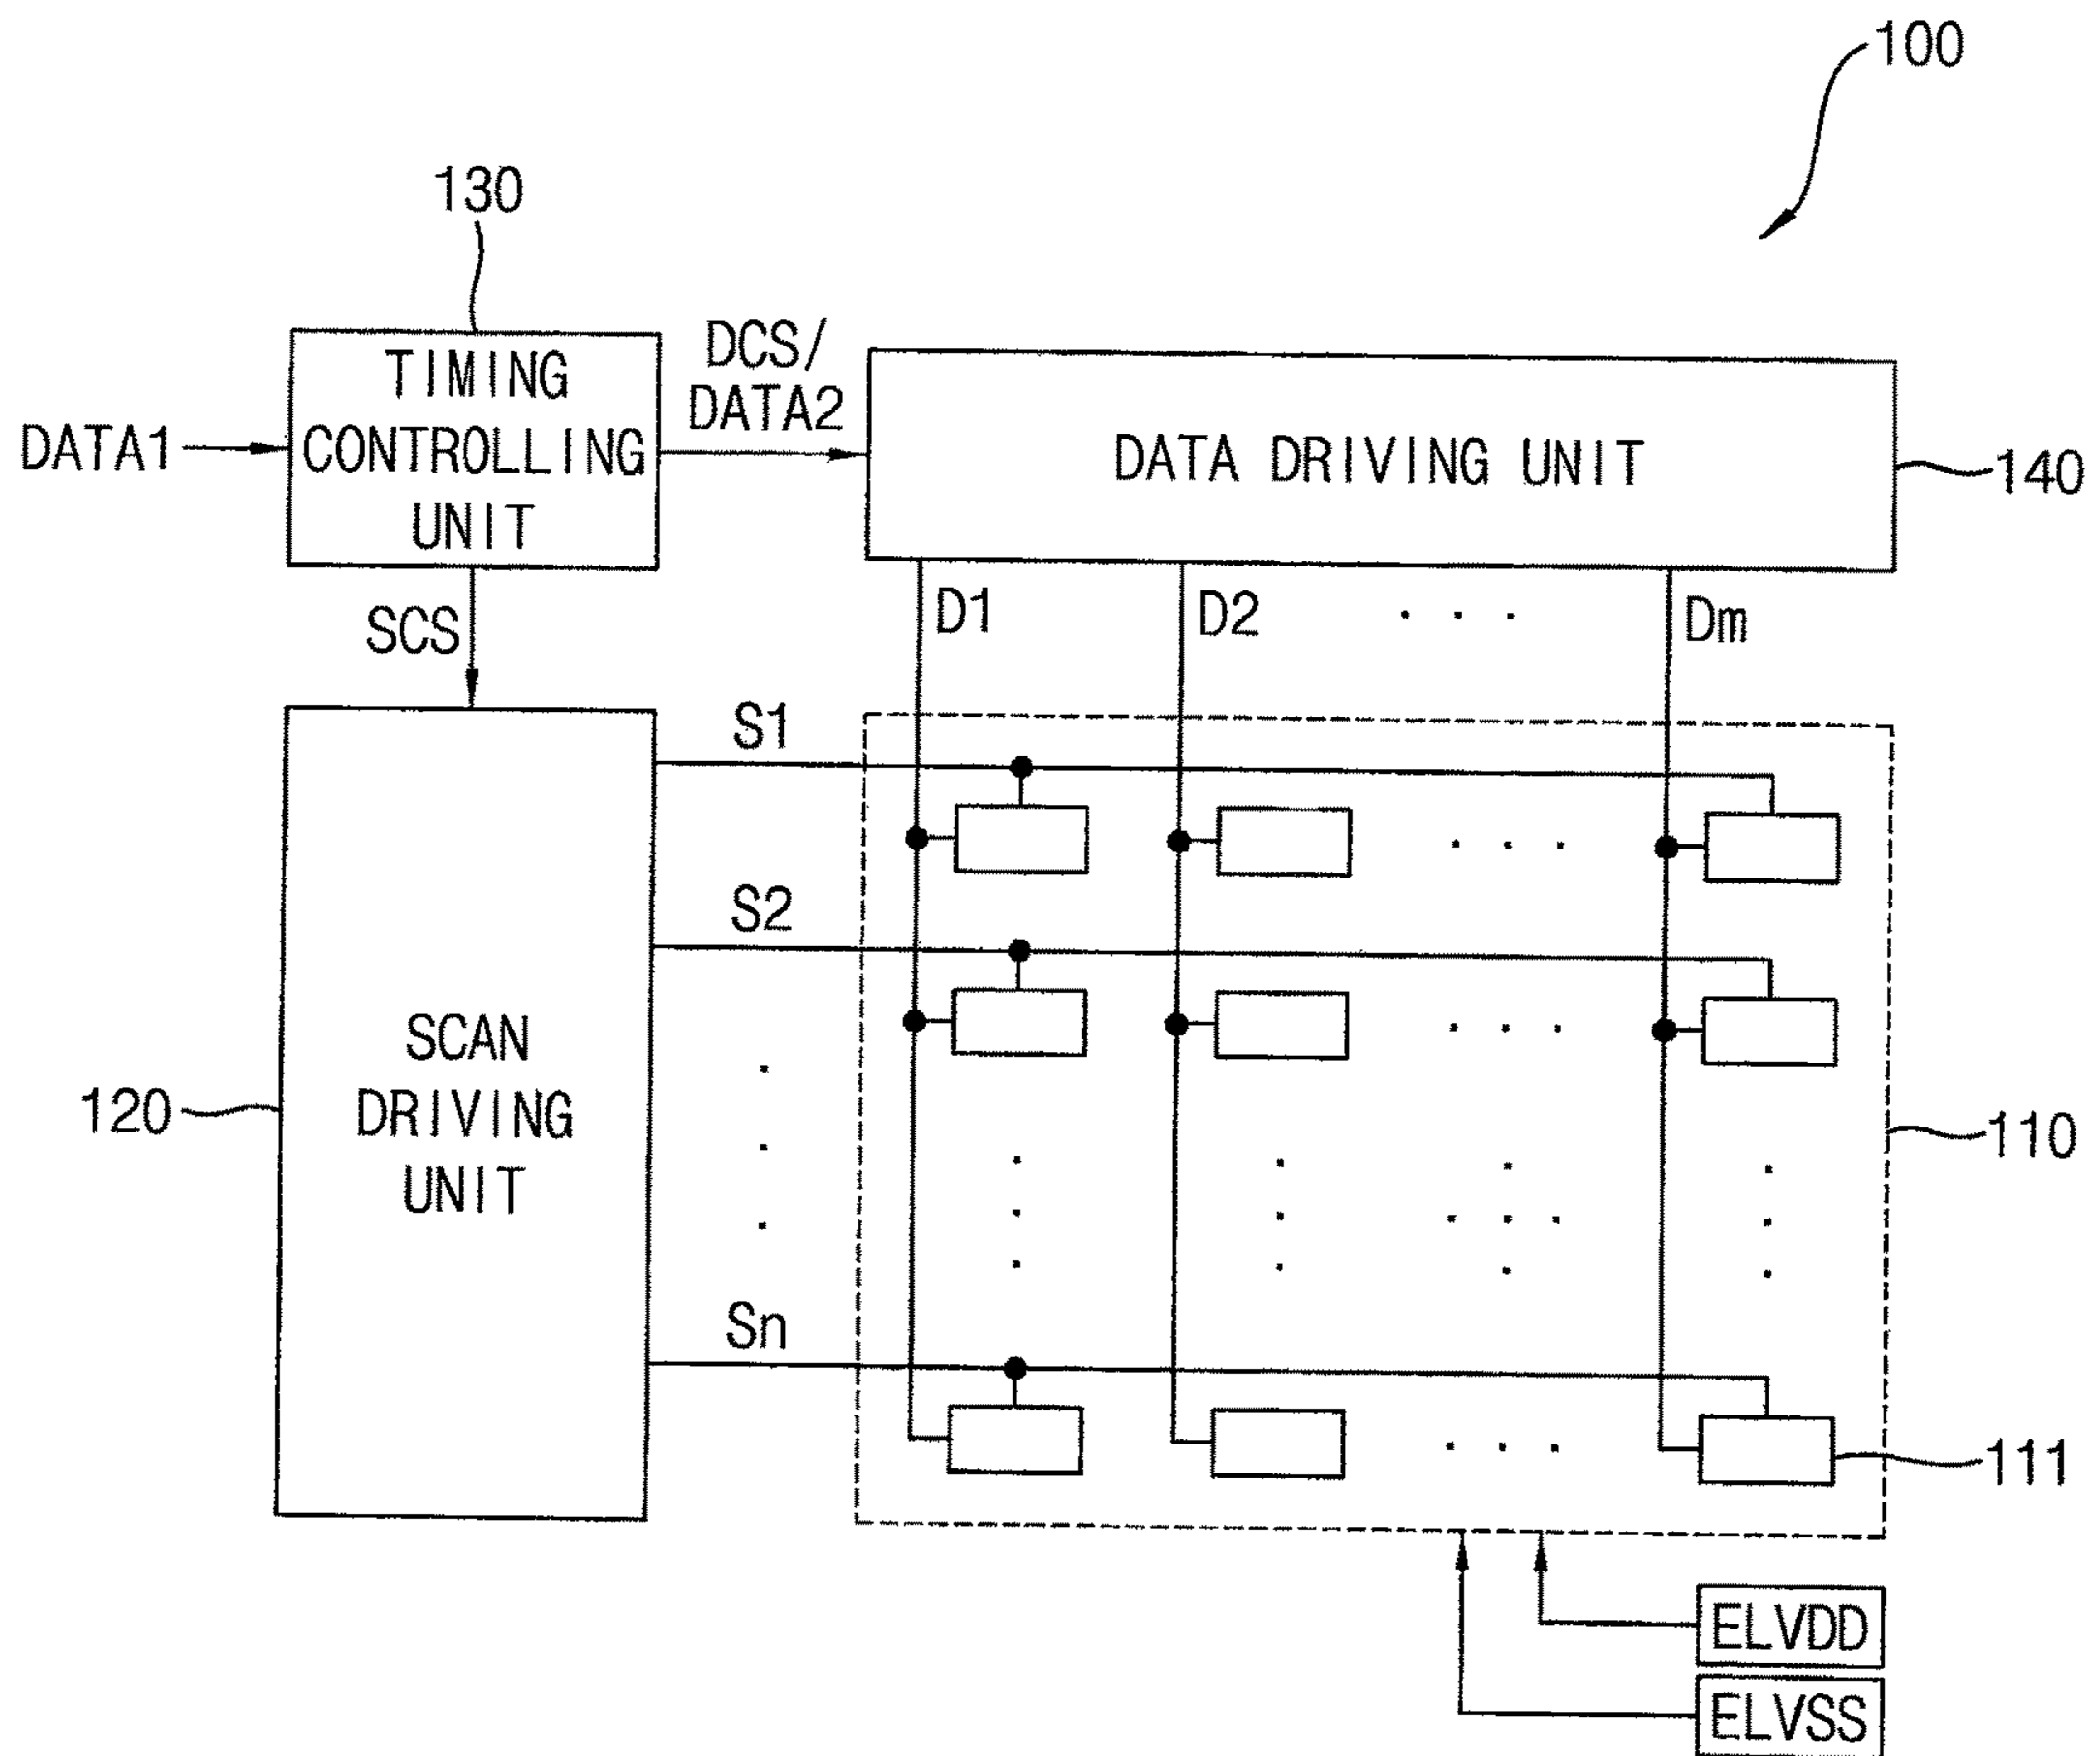 100
130
TIMING
CONTROLLING
UNIT
DCS/
DATA2
DATA1
DATA DRIVING UNIT
140
SCS
D1
D2
Dm
S1
S2
SCAN
DRIVING
UNIT
120
110
Sn
111
ELVDD
ELVSS